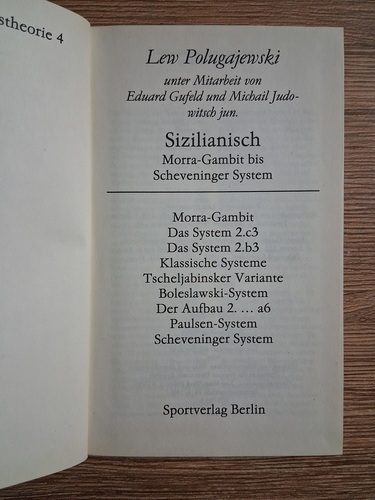 stheorie 4
Lew Polugajewski
unter Mitarbeit von
Eduard Gufeld und Michail Judo-
witsch jun.
Sizilianisch
Morra-Gambit bis
Scheveninger System
Morra-Gambit
Das System 2.c3
Das System 2.b3
Klassische Systeme
Tscheljabinsker Variante
Boleslawski-System
Der Aufbau 2. ... a6
Paulsen-System
Scheveninger System
Sportverlag Berlin